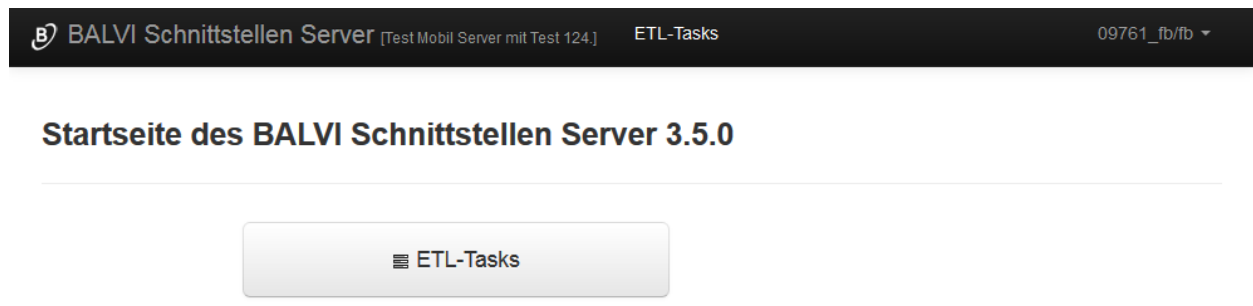 BALVI Schnittstellen Server [Test Mobil Server mit Test 124.] ETL-Tasks 09761_fb/fb
Startseite des BALVI Schnittstellen Server 3.5.0
ETL-Tasks